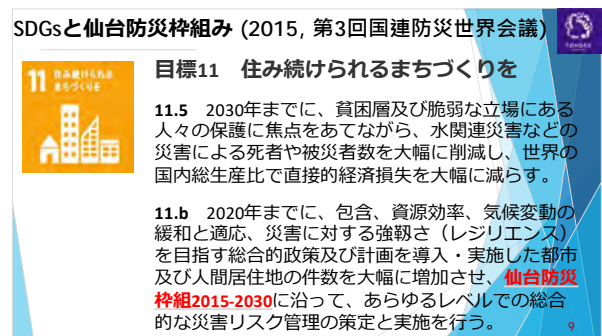 SDGsと仙台防災枠組み (2015, 第3回国連防災世界会議)
TOHOKU
11 住み続けられる
まちづくりを
目標11　住み続けられるまちづくりを
11.5　2030年までに、貧困層及び脆弱な立場にある
人々の保護に焦点をあてながら、水関連災害などの
災害による死者や被災者数を大幅に削減し、世界の
国内総生産比で直接的経済損失を大幅に減らす。
11.b　2020年までに、包含、資源効率、気候変動の
緩和と適応、災害に対する強靱さ（レジリエンス）
を目指す総合的政策及び計画を導入・実施した都市
及び人間居住地の件数を大幅に増加させ、仙台防災
枠組2015-2030に沿って、あらゆるレベルでの総合
的な災害リスク管理の策定と実施を行う。
9